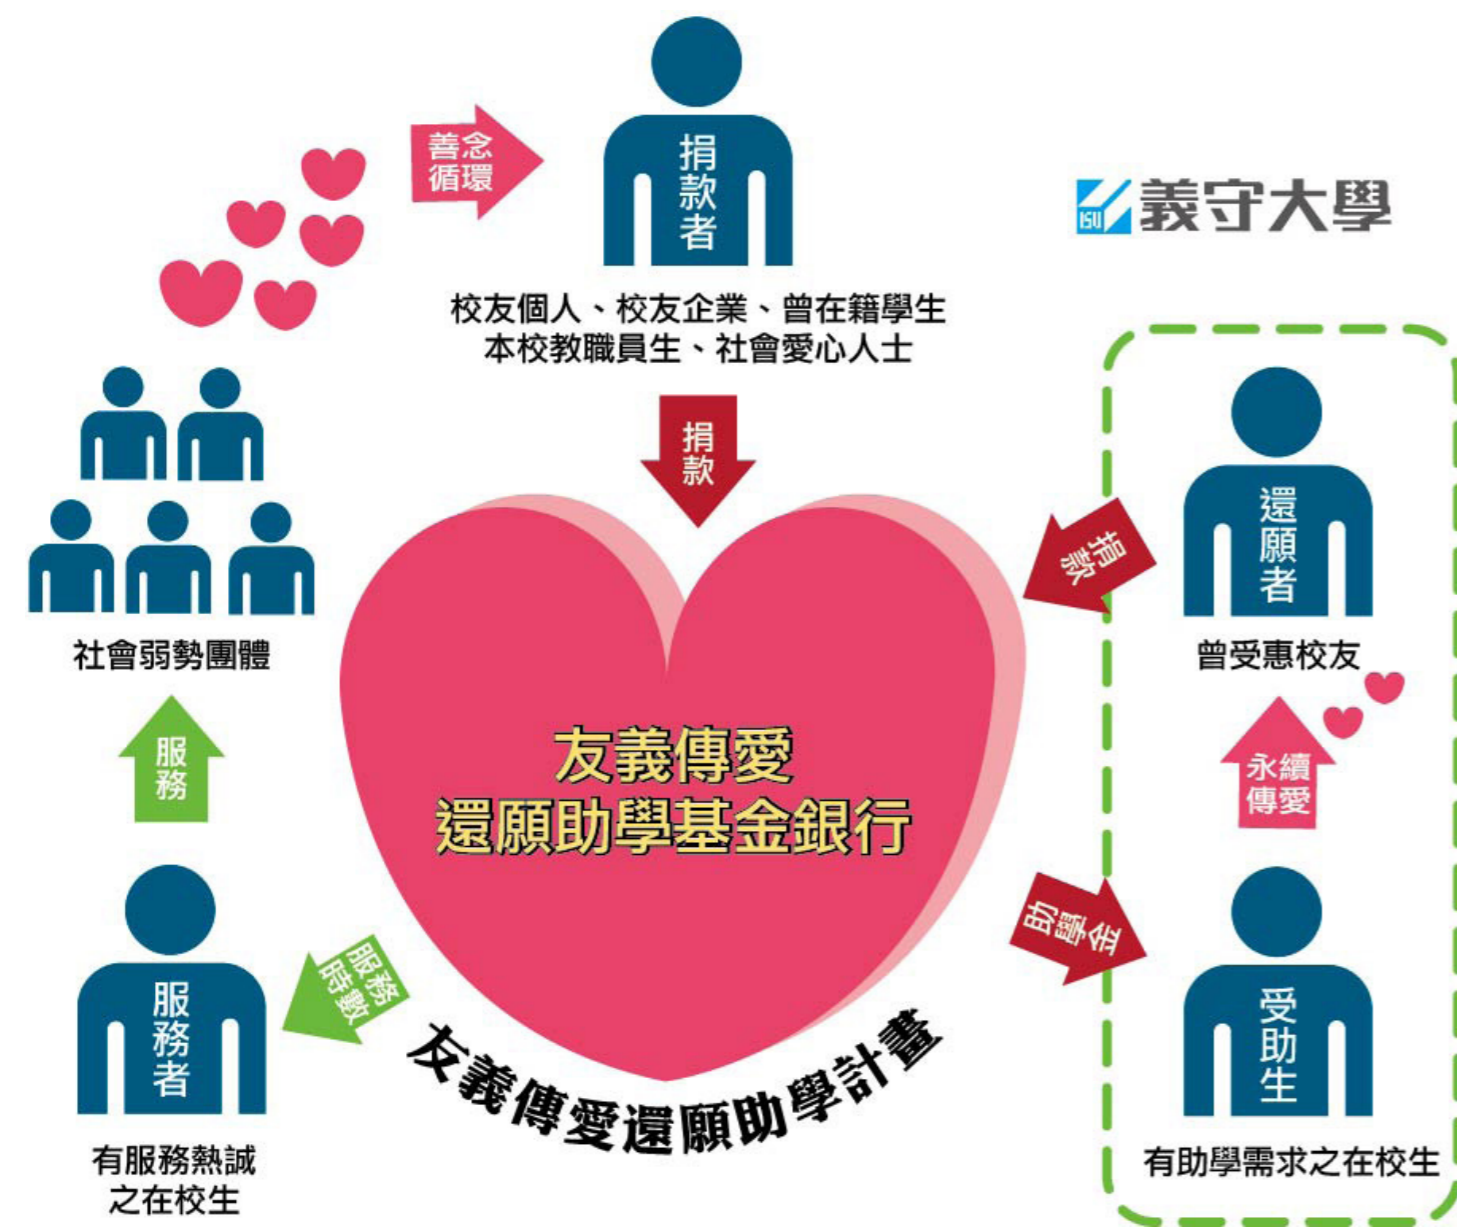 善念
循環
捐款者
ISU
義守大學
校友個人、校友企業、曾在籍學生
本校教職員生、社會愛心人士
捐款
還願者
捐款
曾受惠校友
社會弱勢團體
服務
友義傳愛
還願助學基金銀行
永續
傳愛
助學金
服務者
服務
時數
受助生
友義傳愛還願助學計畫
有服務熱誠
之在校生
有助學需求之在校生